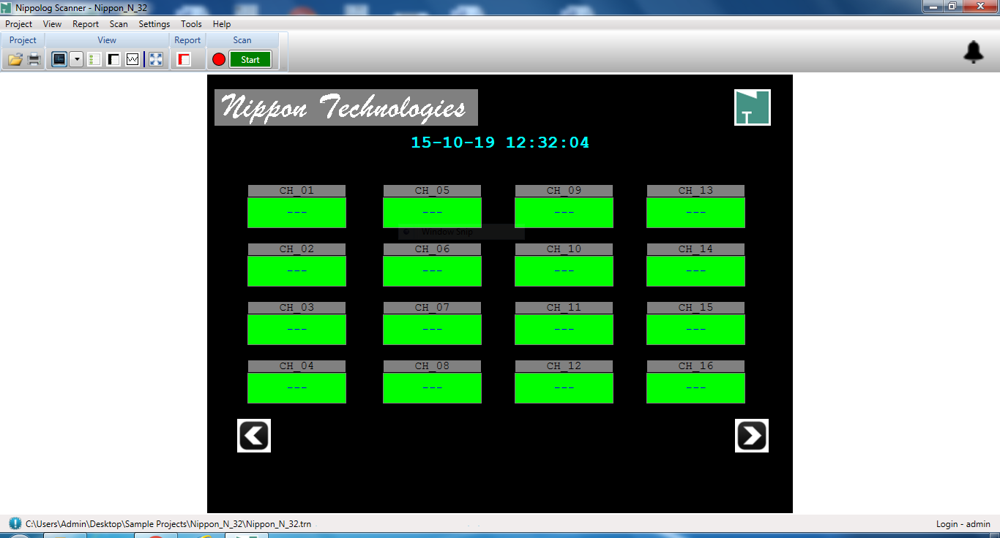 Nippolog Scanner - Nippon_N_32
Project View Report Scan Settings Tools Help
Project View Report Scan
Start
Nippon Technologies
T
15-10-19 12:32:04
CH_01 CH_05 CH_09 CH_13
--- --- --- ---
Window Snip
CH_02 CH_06 CH_10 CH_14
--- --- --- ---
CH_03 CH_07 CH_11 CH_15
--- --- --- ---
CH_04 CH_08 CH_12 CH_16
--- --- --- ---
C:\Users\Admin\Desktop\Sample Projects\Nippon_N_32\Nippon_N_32.trn
Login - admin